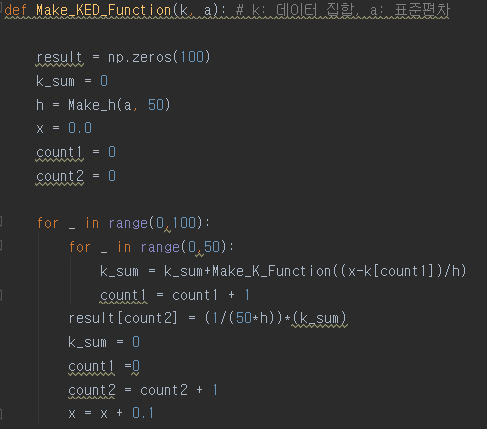 def Make_KED_Function(k, a): # k: 데이터 집합, a: 표준편차
result = np.zeros(100)
k_sum = 0
h = Make_h(a, 50)
x = 0.0
count1 = 0
count2 = 0
for _ in range(0,100):
for _ in range(0,50):
k_sum = k_sum+Make_K_Function((x-k[count1])/h)
count1 = count1 + 1
result[count2] = (1/(50*h))*(k_sum)
k_sum = 0
count1 =0
count2 = count2 + 1
x = x + 0.1